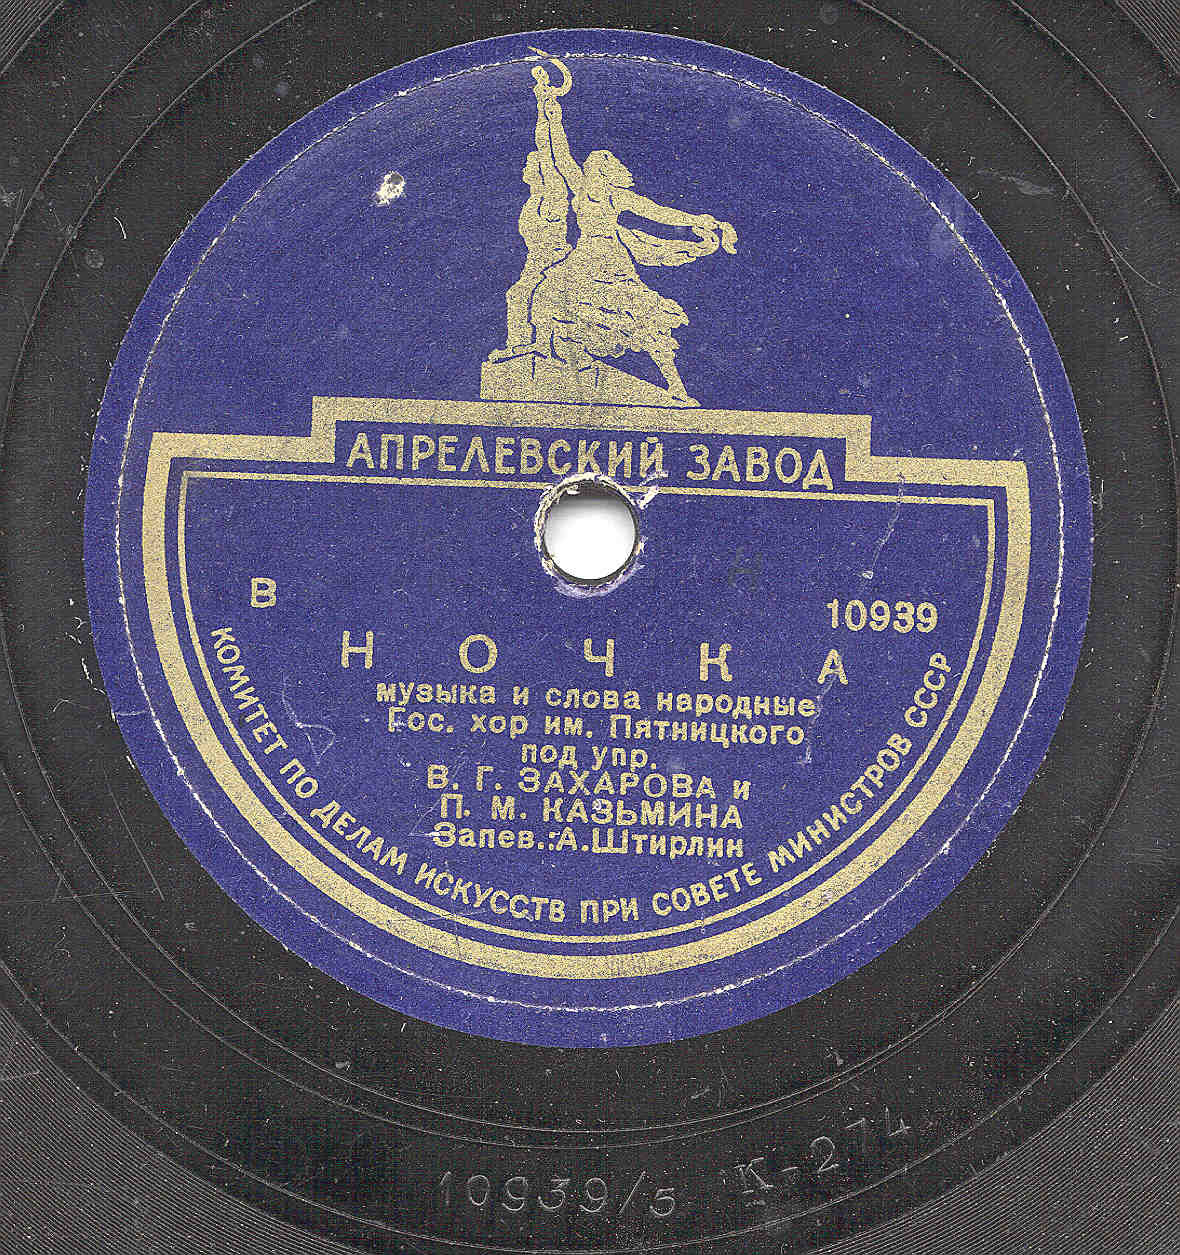 АПРЕЛЕВСКИЙ ЗАВОД
В
10939
НОЧКА
музыка и слова народные
Гос. хор им. Пятницкого
под упр.
В. Г. ЗАХАРОВА и
П. М. КАЗЬМИНА
Запев.: А.Штирлин
КОМИТЕТ ПО ДЕЛАМ ИСКУССТВ ПРИ СОВЕТЕ МИНИСТРОВ СССР
10939/5 К-274